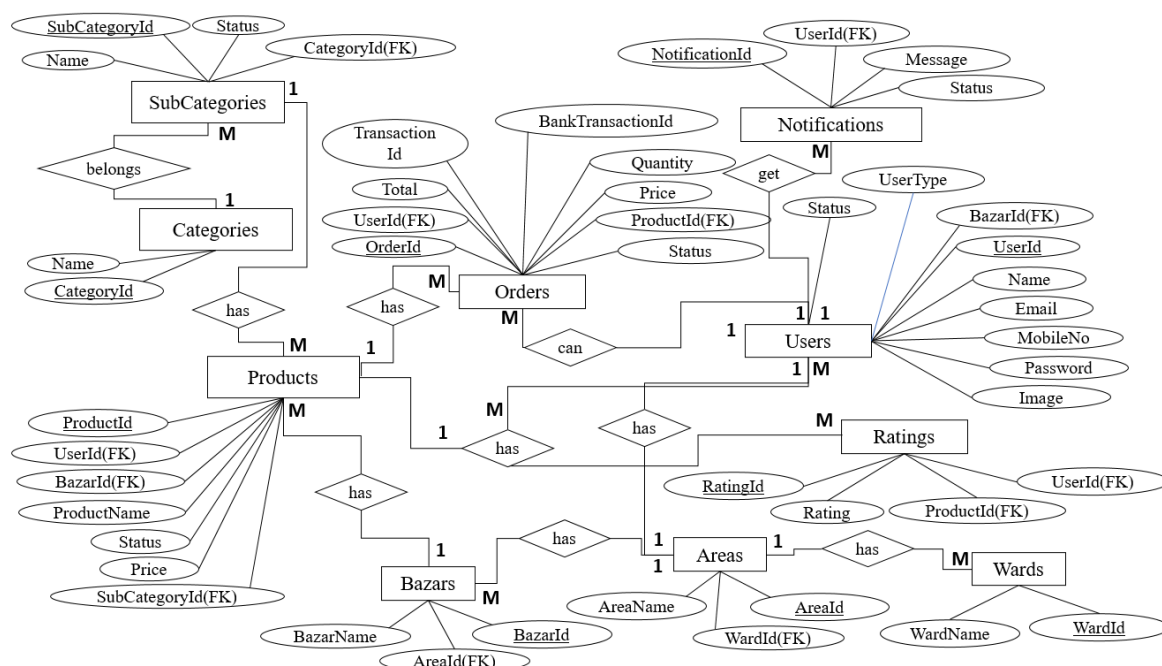 SubCategoryId
Status
CategoryId(FK)
Name
SubCategories
1
M
belongs
1
Categories
Name
CategoryId
has
M
Products
M
1
ProductId
UserId(FK)
BazarId(FK)
ProductName
Status
Price
SubCategoryId(FK)
Transaction
Id
BankTransactionId
Total
Quantity
UserId(FK)
Price
OrderId
ProductId(FK)
Status
has
M
Orders
M
can
NotificationId
UserId(FK)
Message
Status
Notifications
M
get
UserType
Status
BazarId(FK)
UserId
Name
Email
MobileNo
Password
Image
1
1
1
Users
1
M
M
1
has
has
M
Ratings
RatingId
Rating
ProductId(FK)
UserId(FK)
has
1
Bazars
M
BazarName
AreaId(FK)
BazarId
has
1
1
Areas
1
AreaName
WardId(FK)
AreaId
has
M
Wards
WardName
WardId